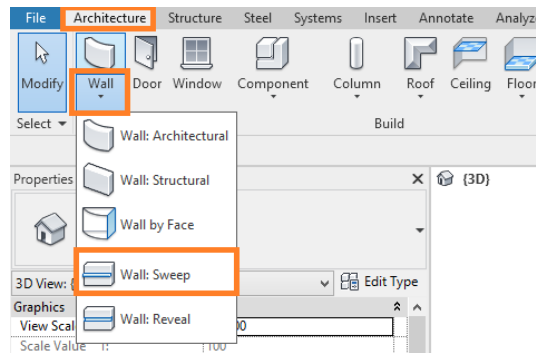 File Architecture Structure Steel Systems Insert Annotate Analyz
Modify Wall Door Window Component Column Roof Ceiling Floor
Select Build
Wall: Architectural
Properties Wall: Structural {3D}
Wall by Face
3D View: { Wall: Sweep Edit Type
Graphics
View Scal 00
Wall: Reveal
Scale Value 1: 100